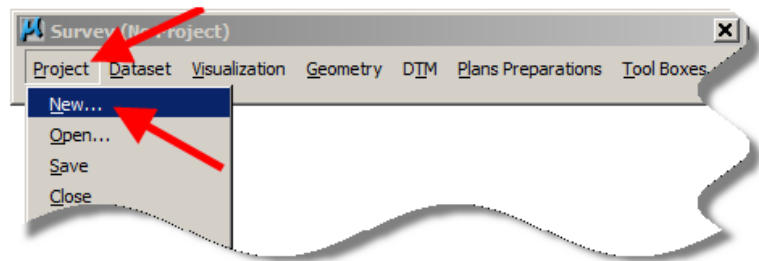 Survey (No Project)
Project Dataset Visualization Geometry DTM Plans Preparations Tool Boxes
New...
Open...
Save
Close